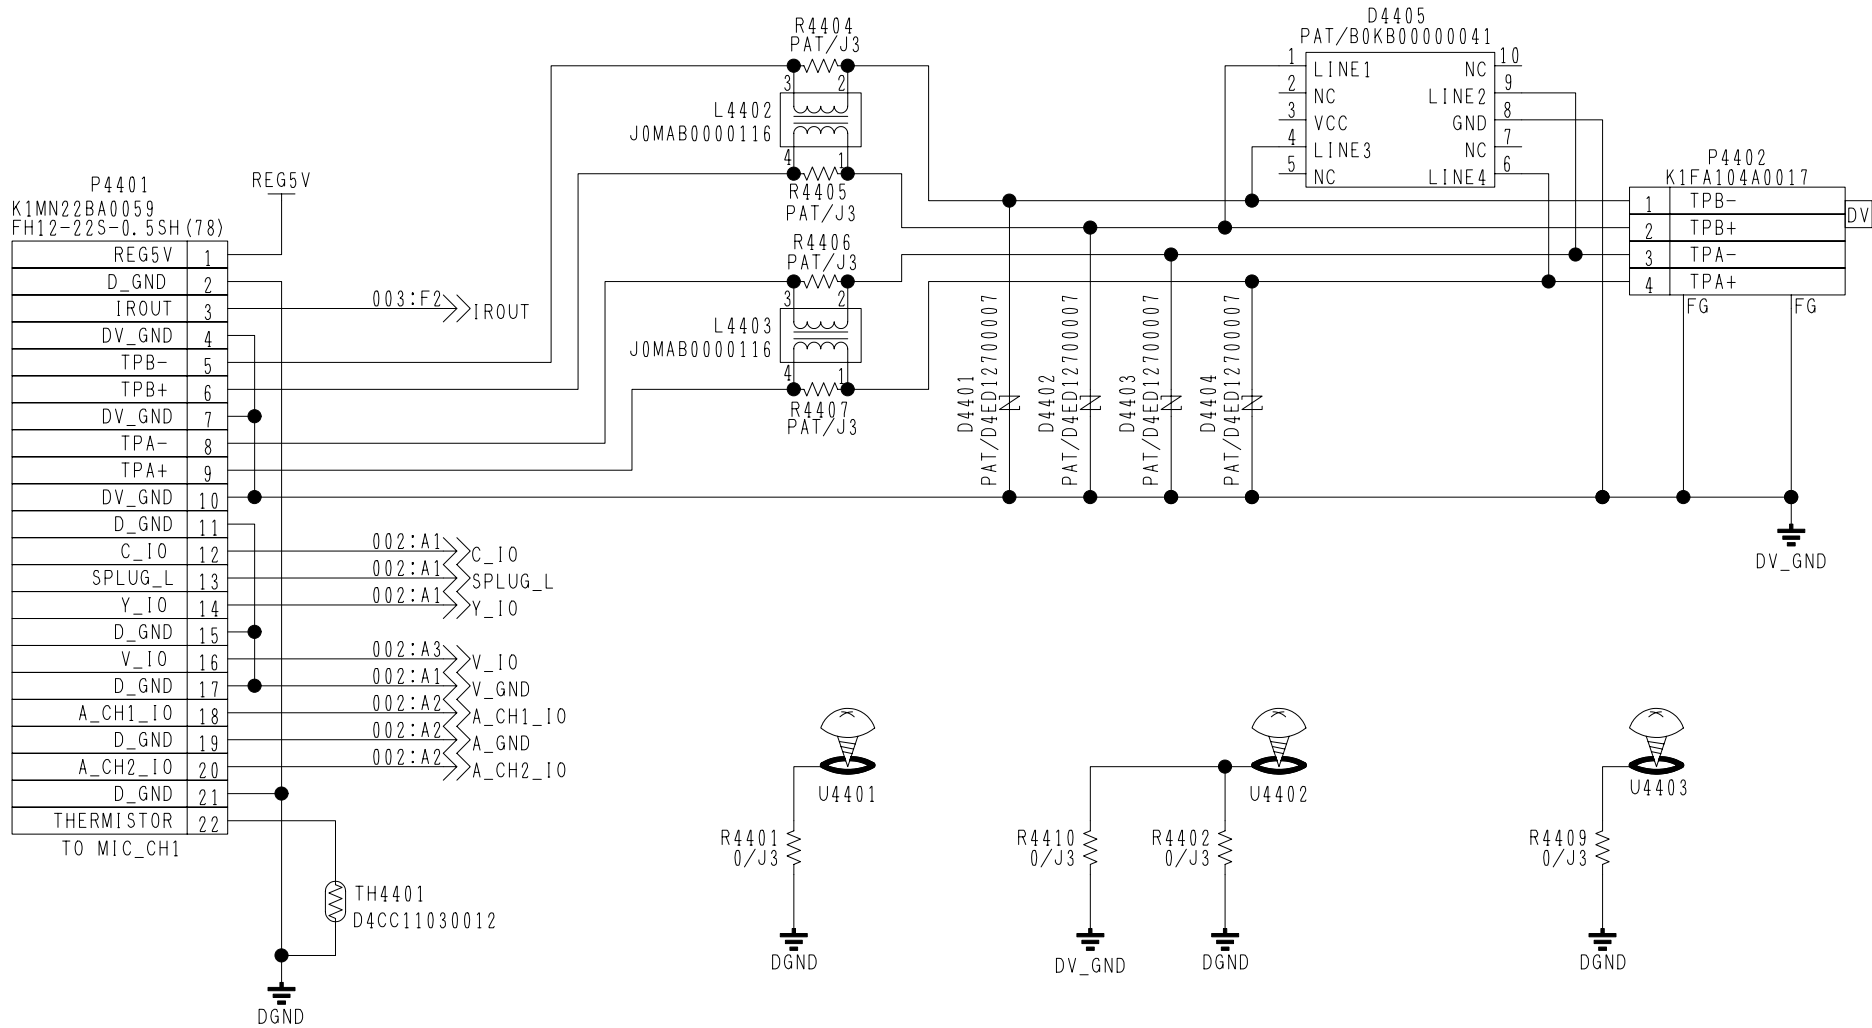 R4404
PAT/J3
3
2
L4402
J0MAB0000116
4
1
R4405
PAT/J3
R4406
PAT/J3
3
2
L4403
J0MAB0000116
4
1
R4407
PAT/J3
D4405
PAT/B0KB00000041
1 LINE1 NC 10
2 NC LINE2 9
3 VCC GND 8
4 LINE3 NC 7
5 NC LINE4 6
P4402
K1FA104A0017
1 TPB-
2 TPB+
3 TPA-
4 TPA+
DV
FG
FG
P4401
K1MN22BA0059
FH12-22S-0.5SH(78)
REG5V
REG5V 1
D_GND 2
IROUT 3
DV_GND 4
TPB- 5
TPB+ 6
DV_GND 7
TPA- 8
TPA+ 9
DV_GND 10
D_GND 11
C_IO 12
SPLUG_L 13
Y_IO 14
D_GND 15
V_IO 16
D_GND 17
A_CH1_IO 18
D_GND 19
A_CH2_IO 20
D_GND 21
THERMISTOR 22
TO MIC_CH1
003:F2 IROUT
002:A1 C_IO
002:A1 SPLUG_L
002:A1 Y_IO
002:A3 V_IO
002:A1 V_GND
002:A2 A_CH1_IO
002:A2 A_GND
002:A2 A_CH2_IO
D4401
PAT/D4ED12700007
D4402
PAT/D4ED12700007
D4403
PAT/D4ED12700007
D4404
PAT/D4ED12700007
DV_GND
TH4401
D4CC11030012
DGND
U4401
R4401
0/J3
DGND
U4402
R4410
0/J3
R4402
0/J3
DV_GND
DGND
U4403
R4409
0/J3
DGND